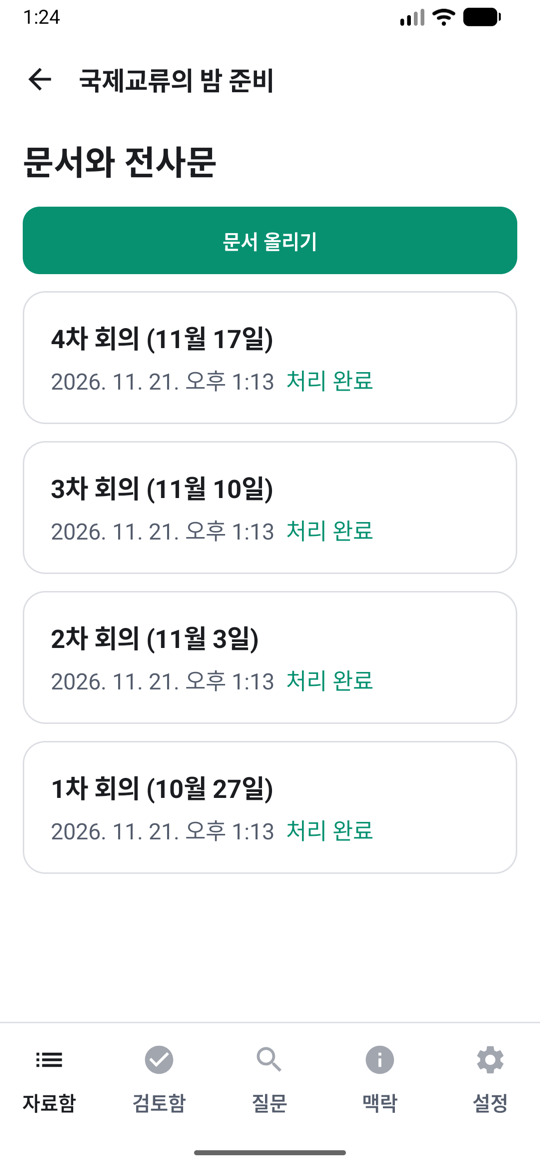 1:24
국제교류의 밤 준비
문서와 전사문
문서 올리기
4차 회의 (11월 17일)
2026. 11. 21. 오후 1:13 처리 완료
3차 회의 (11월 10일)
2026. 11. 21. 오후 1:13 처리 완료
2차 회의 (11월 3일)
2026. 11. 21. 오후 1:13 처리 완료
1차 회의 (10월 27일)
2026. 11. 21. 오후 1:13 처리 완료
자료함 검토함 질문 맥락 설정